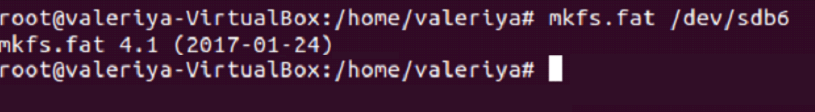 root@valeriya-VirtualBox:/home/valeriya# mkfs.fat /dev/sdb6
mkfs.fat 4.1 (2017-01-24)
root@valeriya-VirtualBox:/home/valeriya#